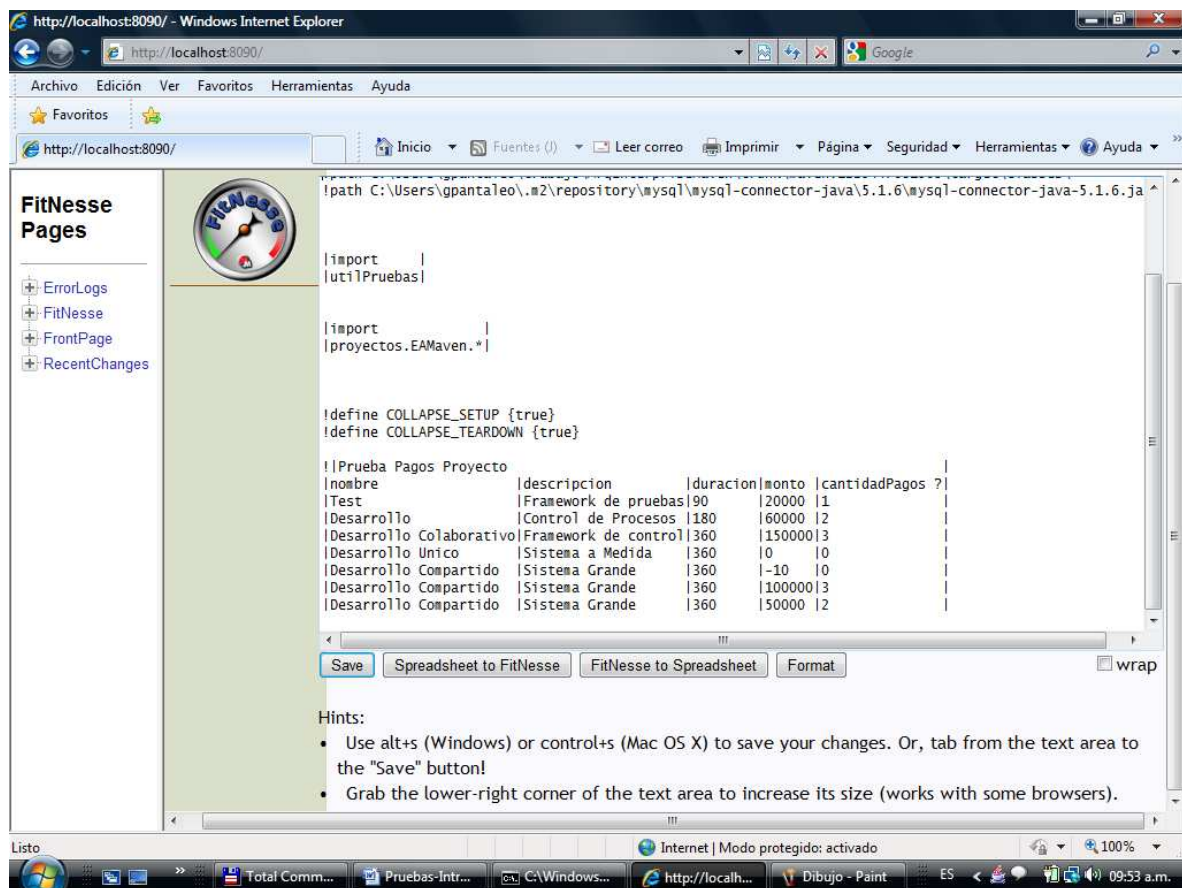 http://localhost:8090/ - Windows Internet Explorer
http://localhost:8090/
Google
Archivo Edición Ver Favoritos Herramientas Ayuda
Favoritos
http://localhost:8090/
Inicio Fuentes (J) Leer correo Imprimir Página Seguridad Herramientas Ayuda
FitNesse
Pages
ErrorLogs
FitNesse
FrontPage
RecentChanges
FitNesse
!path C:\Users\gpantaleo\.m2\repository\mysql\mysql-connector-java\5.1.6\mysql-connector-java-5.1.6.ja
|import |
|utilPruebas|
|import |
|proyectos.EAMaven.*|
!define COLLAPSE_SETUP {true}
!define COLLAPSE_TEARDOWN {true}
!|Prueba Pagos Proyecto |
|nombre |descripcion |duracion|monto |cantidadPagos ?|
|Test |Framework de pruebas|90 |20000 |1 |
|Desarrollo |Control de Procesos |180 |60000 |2 |
|Desarrollo Colaborativo|Framework de control|360 |150000|3 |
|Desarrollo Unico |Sistema a Medida |360 |0 |0 |
|Desarrollo Compartido |Sistema Grande |360 |-10 |0 |
|Desarrollo Compartido |Sistema Grande |360 |100000|3 |
|Desarrollo Compartido |Sistema Grande |360 |50000 |2 |
Save Spreadsheet to FitNesse FitNesse to Spreadsheet Format wrap
Hints:
• Use alt+s (Windows) or control+s (Mac OS X) to save your changes. Or, tab from the text area to
the "Save" button!
• Grab the lower-right corner of the text area to increase its size (works with some browsers).
Listo Internet | Modo protegido: activado 100%
Total Comm... Pruebas-Intr... C:\Windows... http://localh... Dibujo - Paint ES 09:53 a.m.